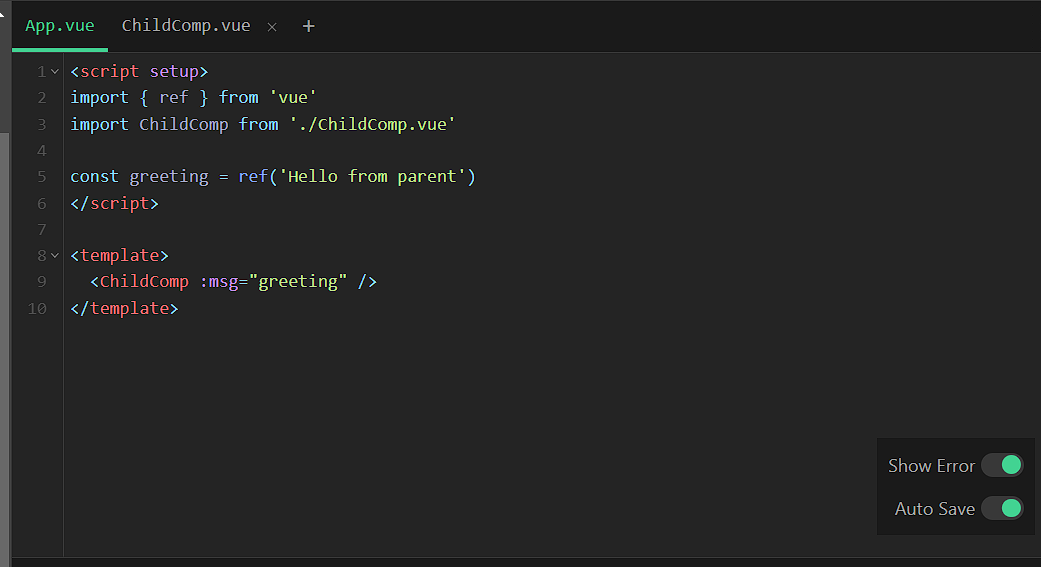 App.vue ChildComp.vue × +
1 <script setup>
2 import { ref } from 'vue'
3 import ChildComp from './ChildComp.vue'
4
5 const greeting = ref('Hello from parent')
6 </script>
7
8 <template>
9   <ChildComp :msg="greeting" />
10 </template>
Show Error
Auto Save